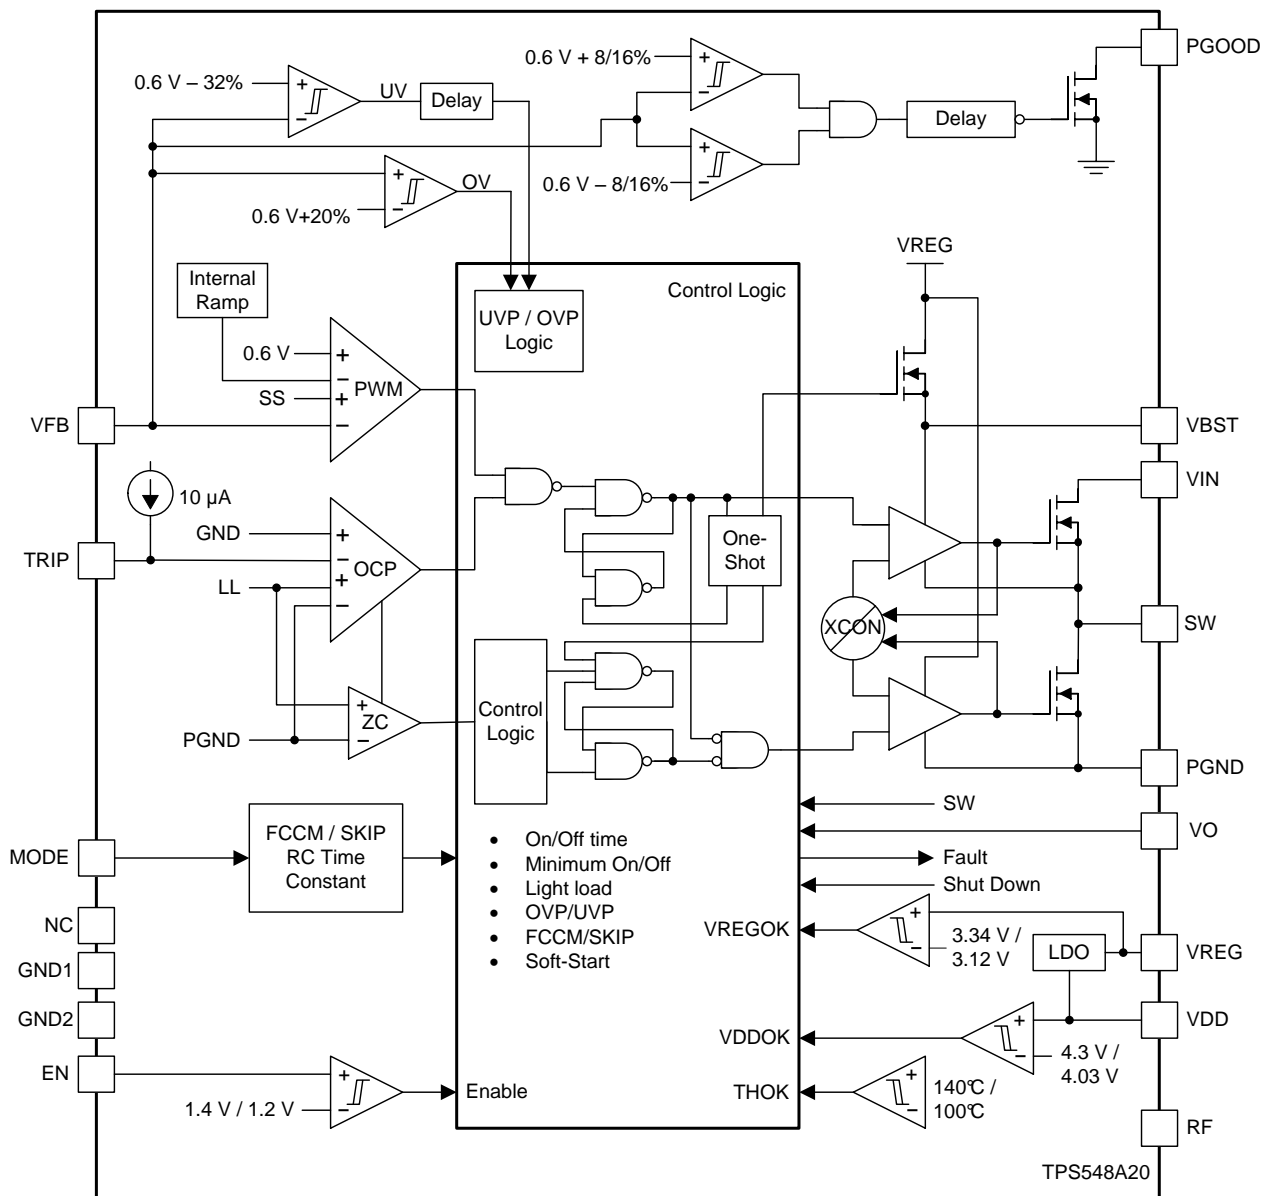 PGOOD
0.6 V + 8/16%
0.6 V – 32%
UV
Delay
Delay
0.6 V – 8/16%
OV
0.6 V+20%
VREG
Internal
Ramp
Control Logic
UVP / OVP
Logic
0.6 V
PWM
SS
VFB
VBST
VIN
10 µA
GND
TRIP
OCP
LL
One-
Shot
XCON
SW
ZC
Control
Logic
PGND
PGND
SW
VO
FCCM / SKIP
RC Time
Constant
MODE
• On/Off time
• Minimum On/Off
• Light load
• OVP/UVP
• FCCM/SKIP
• Soft-Start
Fault
Shut Down
NC
VREGOK
3.34 V /
3.12 V
LDO
VREG
GND1
GND2
VDD
VDDOK
4.3 V /
4.03 V
EN
1.4 V / 1.2 V
Enable
THOK
140°C /
100°C
RF
TPS548A20